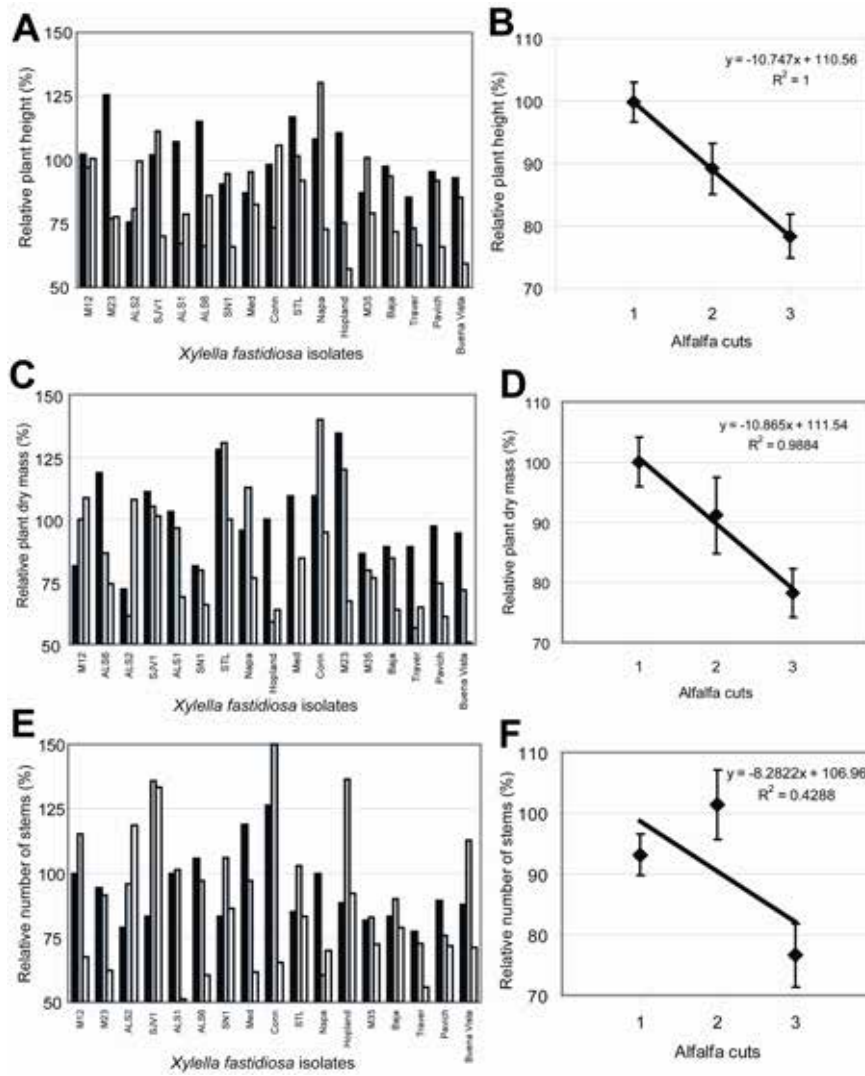 A
Relative plant height (%)
150
125
100
75
50
M12
M23
ALS2
SJV1
ALS1
ALS6
SN1
Med
Conn
STL
Napa
Hopland
M35
Baja
Traver
Pavich
Buena Vista
Xylella fastidiosa isolates
B
Relative plant height (%)
110
100
90
80
70
y = -10.747x + 110.56
R² = 1
1 2 3
Alfalfa cuts
C
Relative plant dry mass (%)
150
125
100
75
50
M12
ALS6
ALS2
SJV1
ALS1
SN1
STL
Napa
Hopland
Med
Conn
M23
M35
Baja
Traver
Pavich
Buena Vista
Xylella fastidiosa isolates
D
Relative plant dry mass (%)
110
100
90
80
70
y = -10.865x + 111.54
R² = 0.9884
1 2 3
Alfalfa cuts
E
Relative number of stems (%)
150
125
100
75
50
M12
M23
ALS2
SJV1
ALS1
ALS6
SN1
Med
Conn
STL
Napa
Hopland
M35
Baja
Traver
Pavich
Buena Vista
Xylella fastidiosa isolates
F
Relative number of stems (%)
110
100
90
80
70
y = -8.2822x + 106.96
R² = 0.4288
1 2 3
Alfalfa cuts